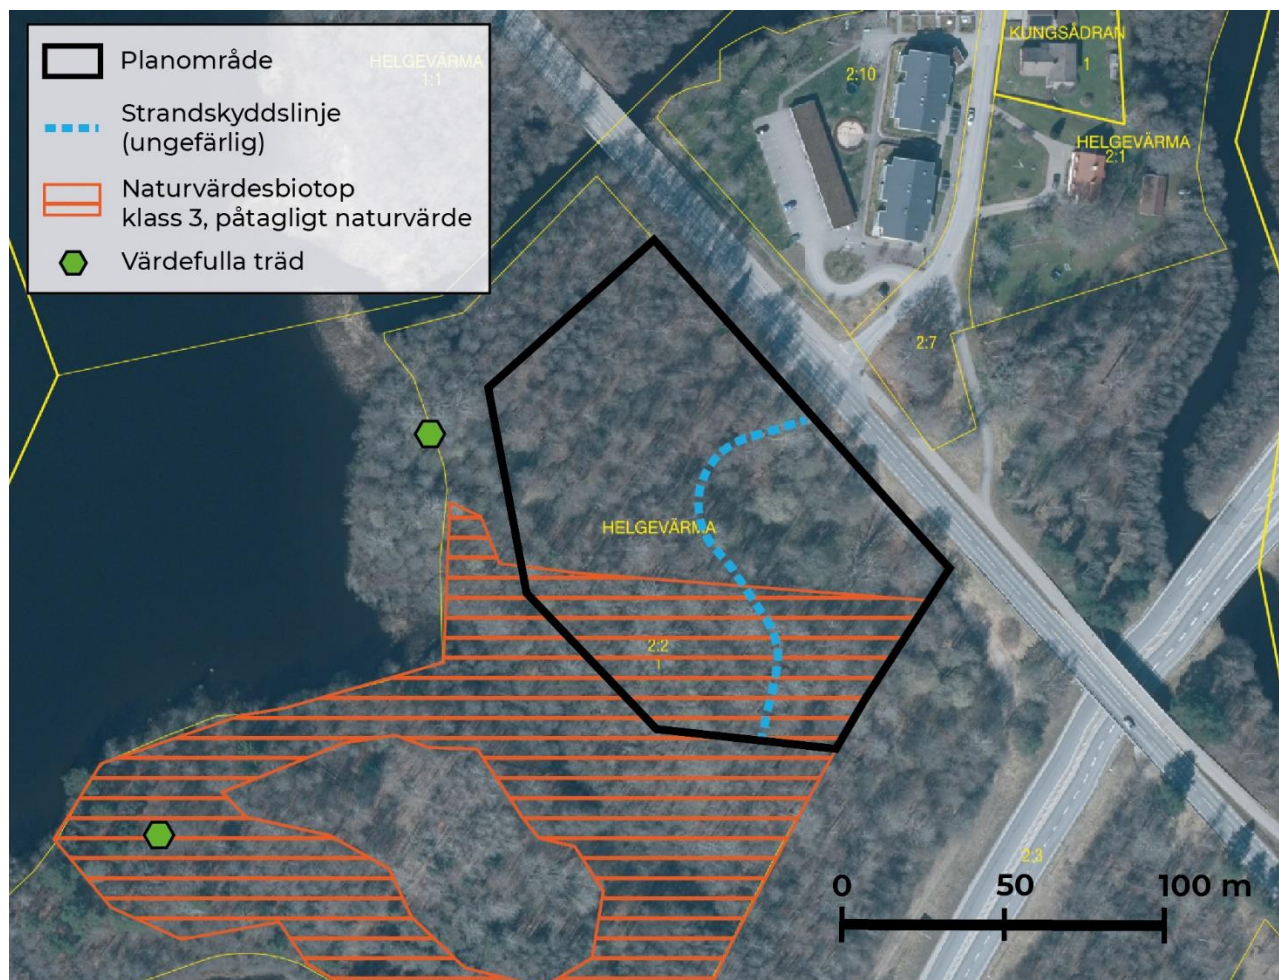 Planområde
HELGEVÄRMA
1:1
Strandskyddslinje
(ungefärlig)
Naturvärdesbiotop
klass 3, påtagligt naturvärde
Värdefulla träd
KUNGSÅDRAN
1
2:10
HELGEVÄRMA
2:1
2:7
HELGEVÄRMA
2:2
1
2:3
0 50 100 m